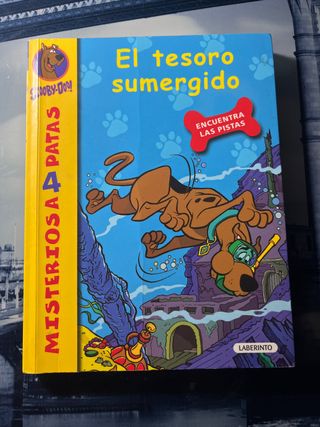 SCOOBY-DOO!
MISTERIOS A 4 PATAS
El tesoro
sumergido
ENCUENTRA
LAS PISTAS
LABERINTO